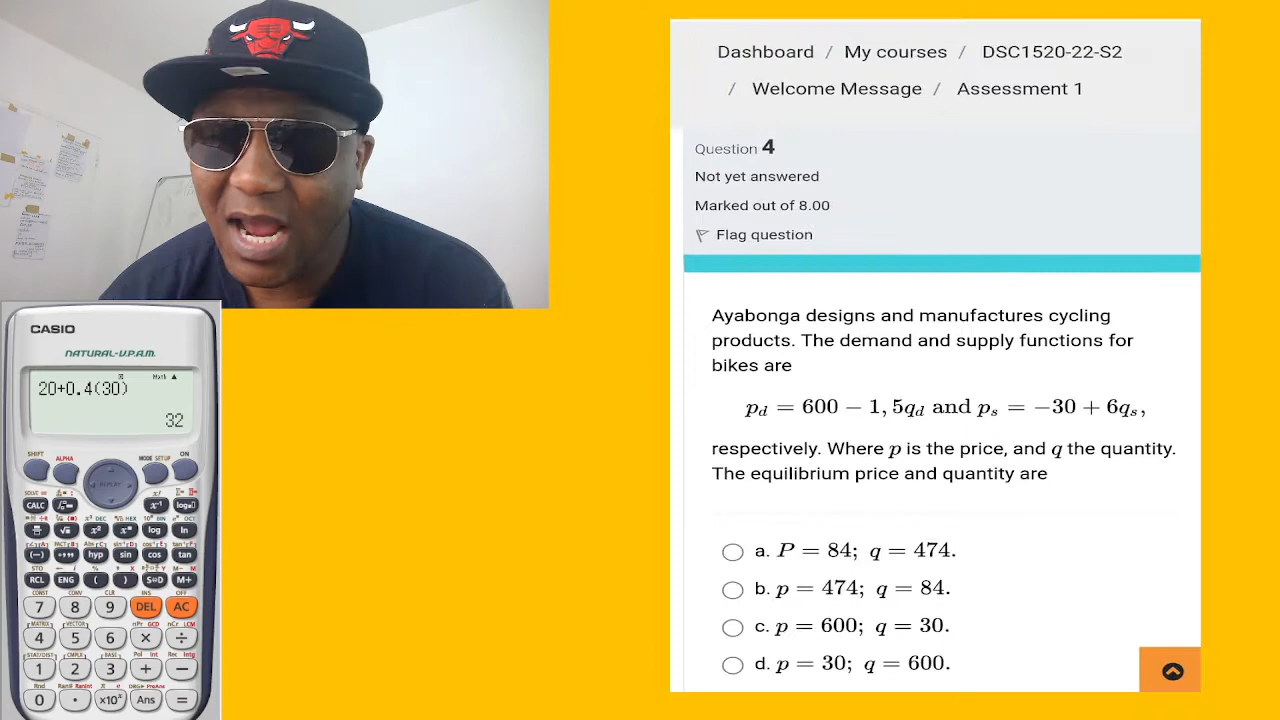 Dashboard / My courses / DSC1520-22-S2
/ Welcome Message / Assessment 1
Question 4
Not yet answered
Marked out of 8.00
Flag question
Ayabonga designs and manufactures cycling
products. The demand and supply functions for
bikes are
p_d = 600 − 1, 5q_d and p_s = −30 + 6q_s,
respectively. Where p is the price, and q the quantity.
The equilibrium price and quantity are
a. P = 84; q = 474.
b. p = 474; q = 84.
c. p = 600; q = 30.
d. p = 30; q = 600.
CASIO
NATURAL-V.P.A.M.
Math ▲
20+0.4(30)
32
SHIFT ALPHA MODE SETUP ON
REPLAY
CALC x⁻¹ log
x² log ln
(−) hyp sin cos tan
RCL ENG ( ) S⇔D M+
7 8 9 DEL AC
4 5 6 × ÷
1 2 3 + −
0 . ×10ˣ Ans =